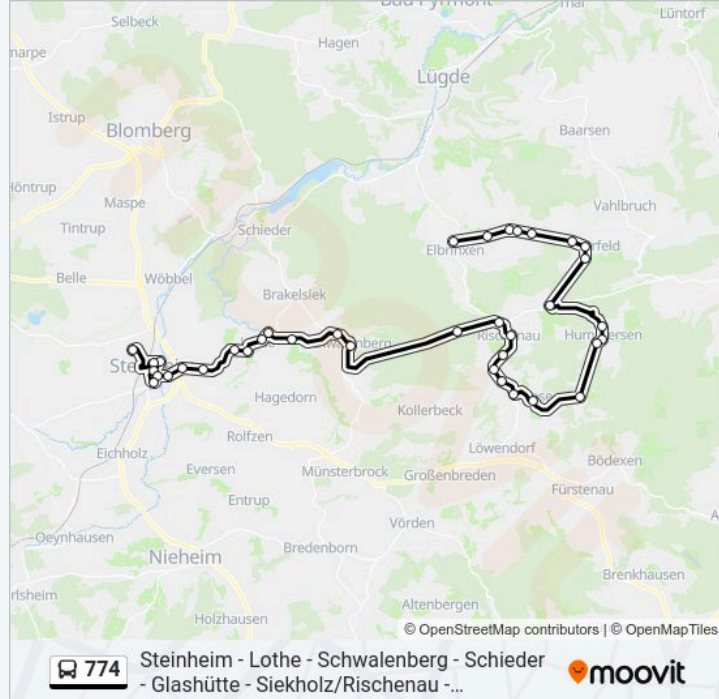 Selbeck
Bad Pyrmont
Thal
Lüntorf
Hagen
Lügde
Istrup
Blomberg
Baarsen
Höntrup
Maspe
Vahlbruch
Tintrup
Schieder
Elbrinxen
Belle
Wöbbel
Brakelsiek
Hagedorn
Kollerbeck
Eichholz
Rolfzen
Löwendorf
Eversen
Münsterbrock
Großenbreden
Bödexen
Fürstenau
Entrup
Vörden
Oeynhausen
Bredenborn
Nieheim
Brenkhausen
Altenbergen
Holzhausen
© OpenStreetMap contributors | © OpenMapTiles
774
Steinheim - Lothe - Schwalenberg - Schieder
- Glashütte - Siekholz/Rischenau -...
moovit